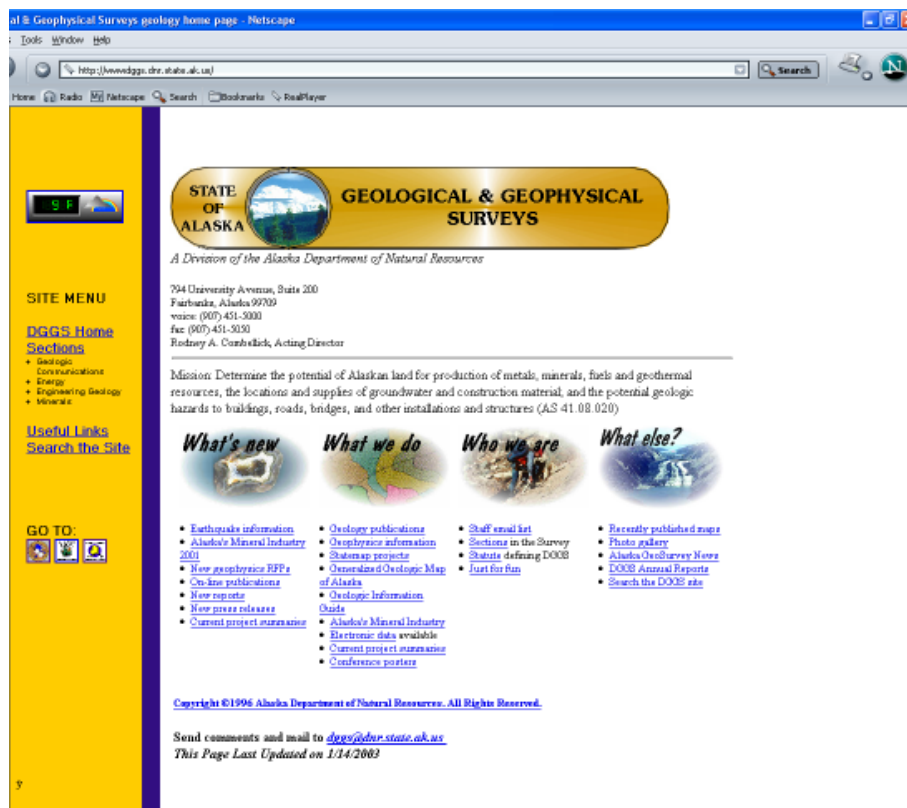 al & Geophysical Surveys geology home page - Netscape
Tools Window Help
http://wwwdggs.dnr.state.ak.us/
Search
N
Home Radio My Netscape Search Bookmarks RealPlayer
STATE OF ALASKA
GEOLOGICAL & GEOPHYSICAL SURVEYS
A Division of the Alaska Department of Natural Resources
794 University Avenue, Suite 200
Fairbanks, Alaska 99709
voice: (907) 451-5000
fax: (907) 451-5050
Rodney A. Combellick, Acting Director
SITE MENU
DGGS Home
Sections
Geologic
Communications
Energy
Engineering Geology
Minerals
Useful Links
Search the Site
GO TO:
Mission: Determine the potential of Alaskan land for production of metals, minerals, fuels and geothermal
resources, the locations and supplies of groundwater and construction material, and the potential geologic
hazards to buildings, roads, bridges, and other installations and structures (AS 41.08.020)
What's new
Earthquake information
Alaska's Mineral Industry
2001
New geophysics RFPs
On-line publications
New reports
New press releases
Current project summaries
What we do
Geology publications
Geophysics information
Statemap projects
Generalized Geologic Map
of Alaska
Geologic Information
Guide
Alaska's Mineral Industry
Electronic data available
Current project summaries
Conference posters
Who we are
Staff email list
Sections in the Survey
Statute defining DGGS
Just for fun
What else?
Recently published maps
Photo gallery
Alaska GeoSurvey News
DGGS Annual Reports
Search the DGGS site
Copyright ©1996 Alaska Department of Natural Resources. All Rights Reserved.
Send comments and mail to dggs@dnr.state.ak.us
This Page Last Updated on 1/14/2003
y